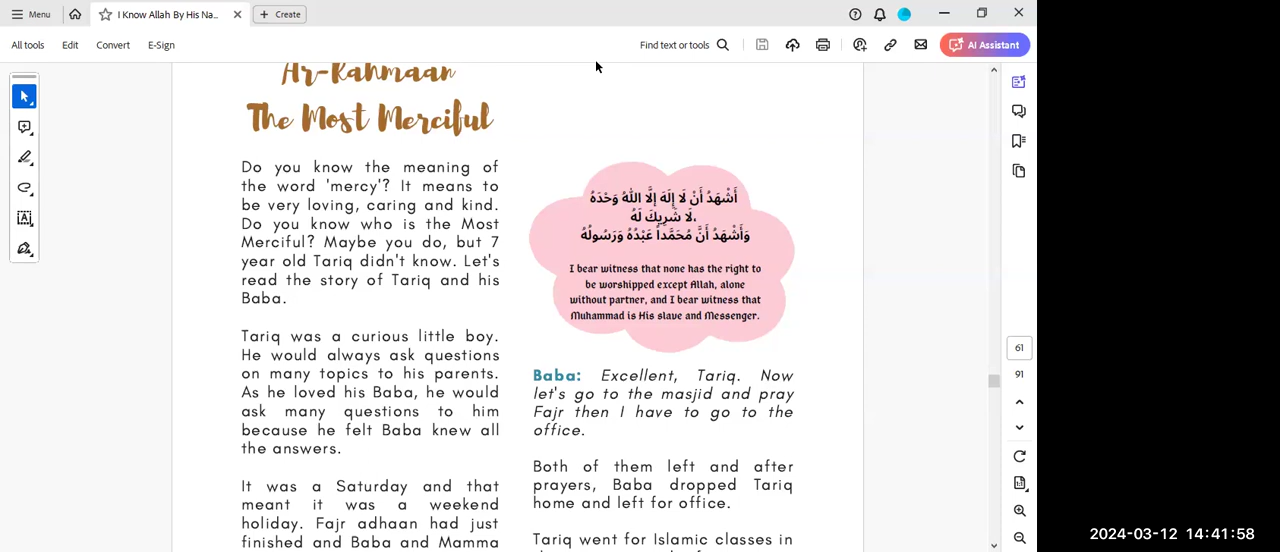 Menu
I Know Allah By His Na...
Create
All tools
Edit
Convert
E-Sign
Find text or tools
AI Assistant
Ar-Rahmaan
The Most Merciful
Do you know the meaning of
the word 'mercy'? It means to
be very loving, caring and kind.
Do you know who is the Most
Merciful? Maybe you do, but 7
year old Tariq didn't know. Let's
read the story of Tariq and his
Baba.
Tariq was a curious little boy.
He would always ask questions
on many topics to his parents.
As he loved his Baba, he would
ask many questions to him
because he felt Baba knew all
the answers.
It was a Saturday and that
meant it was a weekend
holiday. Fajr adhaan had just
finished and Baba and Mamma
أَشْهَدُ أَنْ لَا إِلَهَ إِلَّا اللهُ وَحْدَهُ
لَا شَرِيكَ لَهُ،
وَأَشْهَدُ أَنَّ مُحَمَّداً عَبْدُهُ وَرَسُولُهُ
I bear witness that none has the right to
be worshipped except Allah, alone
without partner, and I bear witness that
Muhammad is His slave and Messenger.
Baba: Excellent, Tariq. Now
let's go to the masjid and pray
Fajr then I have to go to the
office.
Both of them left and after
prayers, Baba dropped Tariq
home and left for office.
Tariq went for Islamic classes in
61
91
2024-03-12 14:41:58